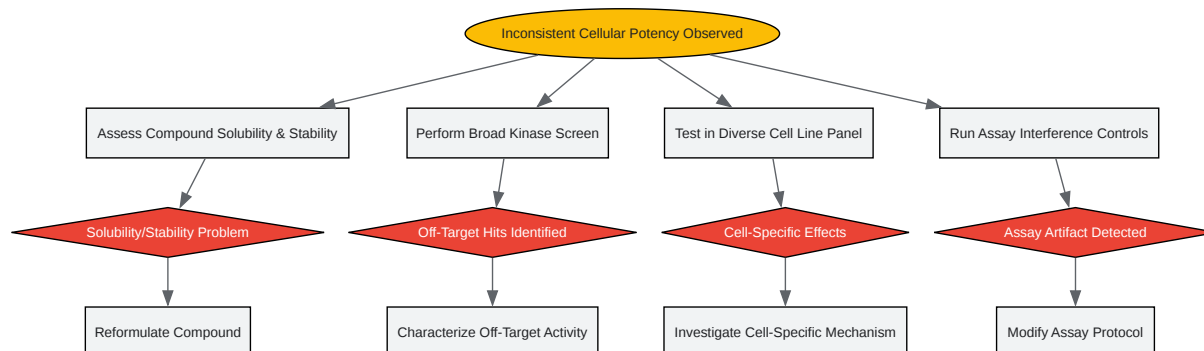 Inconsistent Cellular Potency Observed
Assess Compound Solubility & Stability
Perform Broad Kinase Screen
Test in Diverse Cell Line Panel
Run Assay Interference Controls
Solubility/Stability Problem
Off-Target Hits Identified
Cell-Specific Effects
Assay Artifact Detected
Reformulate Compound
Characterize Off-Target Activity
Investigate Cell-Specific Mechanism
Modify Assay Protocol